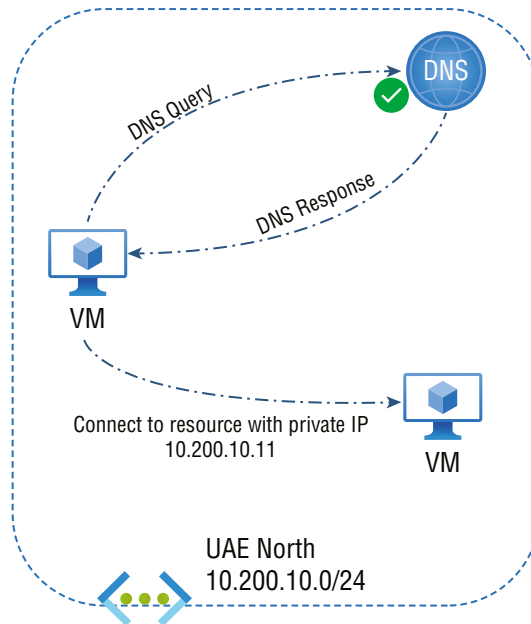 DNS
DNS Query
DNS Response
VM
Connect to resource with private IP
10.200.10.11
VM
UAE North
10.200.10.0/24